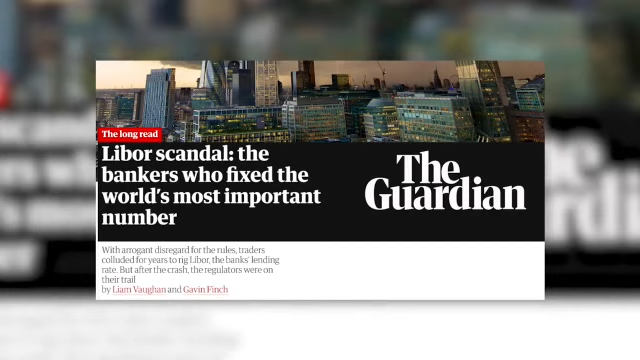 The long read
Libor scandal: the
bankers who fixed the
world's most important
number
The
Guardian
With arrogant disregard for the rules, traders
colluded for years to rig Libor, the banks' lending
rate. But after the crash, the regulators were on
their trail
by Liam Vaughan and Gavin Finch